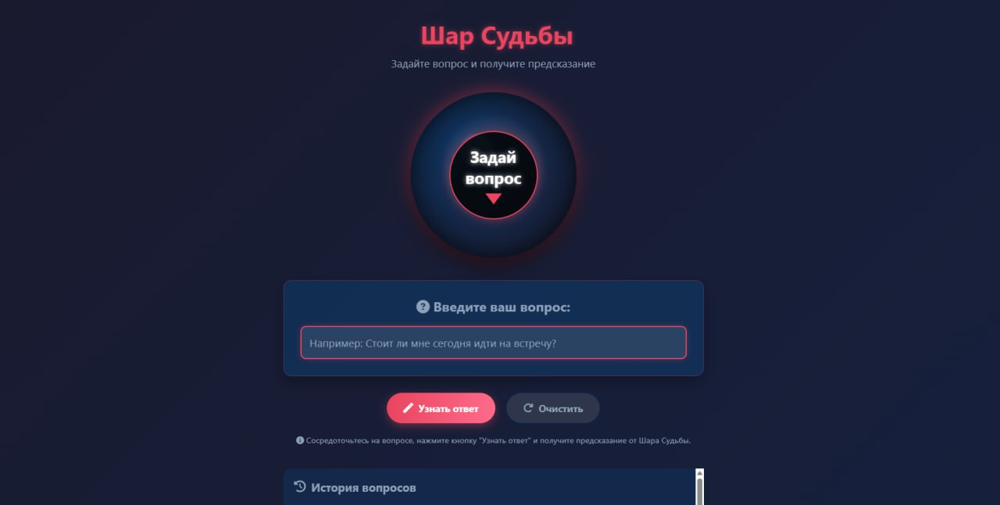 Шар Судьбы
Задайте вопрос и получите предсказание
Задай
вопрос
Введите ваш вопрос:
Например: Стоит ли мне сегодня идти на встречу?
Узнать ответ
Очистить
Сосредоточьтесь на вопросе, нажмите кнопку "Узнать ответ" и получите предсказание от Шара Судьбы.
История вопросов